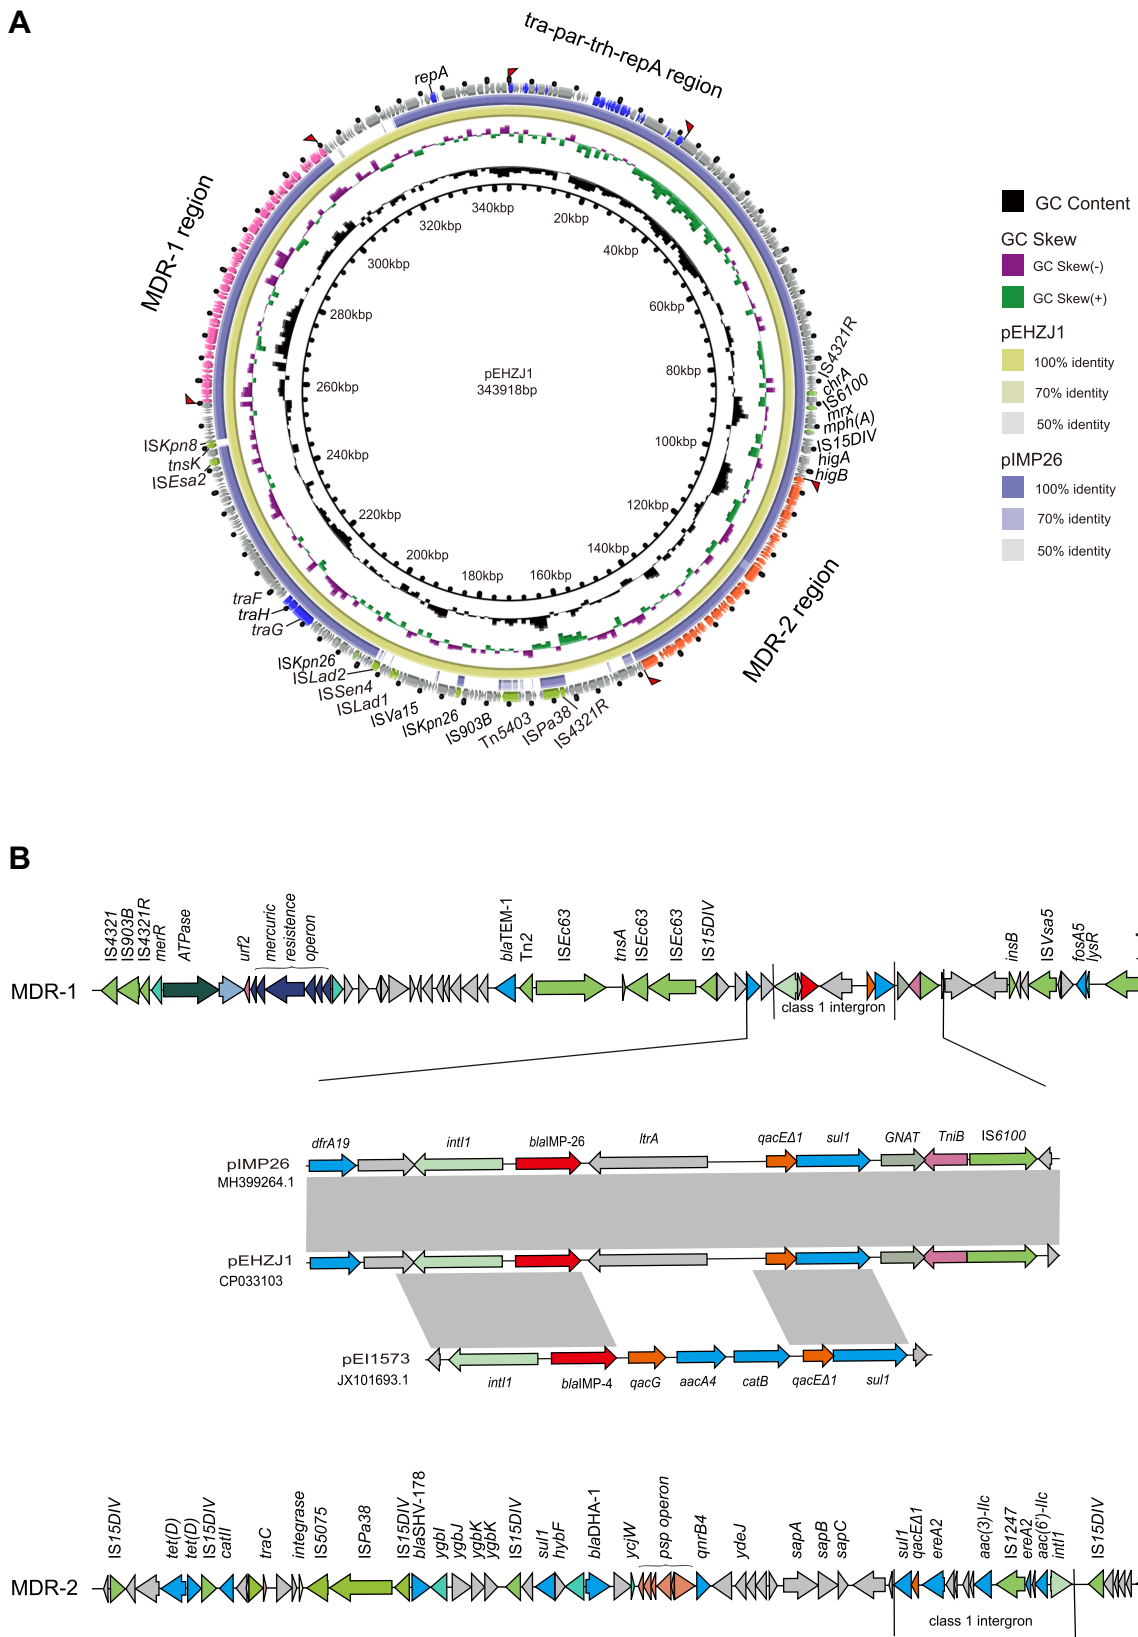 A
tra-par-trh-repA region
repA
MDR-1 region
340kbp
20kbp
320kbp
40kbp
300kbp
60kbp
280kbp
80kbp
pEHZJ1
343918bp
260kbp
100kbp
240kbp
120kbp
220kbp
140kbp
200kbp
180kbp
160kbp
IS4321R
chrA
IS6100
mrx
mph(A)
IS15DIV
higA
higB
MDR-2 region
ISKpn8
tnsK
ISEsa2
traF
traH
traG
ISKpn26
ISLad2
ISSen4
ISLad1
ISVa15
ISKpn26
IS903B
Tn5403
ISPa38
IS4321R
GC Content
GC Skew
GC Skew(-)
GC Skew(+)
pEHZJ1
100% identity
70% identity
50% identity
pIMP26
100% identity
70% identity
50% identity
B
IS4321
IS903B
IS4321R
merR
ATPase
urf2
mercuric
resistence
operon
blaTEM-1
Tn2
ISEc63
tnsA
ISEc63
ISEc63
IS15DIV
insB
ISVsa5
fosA5
lysR
MDR-1
class 1 intergron
dfrA19
intI1
blaIMP-26
ltrA
qacEΔ1
sul1
GNAT
TniB
IS6100
pIMP26
MH399264.1
pEHZJ1
CP033103
pEI1573
JX101693.1
intI1
blaIMP-4
qacG
aacA4
catB
qacEΔ1
sul1
IS15DIV
tet(D)
tet(D)
IS15DIV
catII
traC
integrase
IS5075
ISPa38
IS15DIV
blaSHV-178
ygbI
ygbJ
ygbK
ygbK
IS15DIV
sul1
hybF
blaDHA-1
ycjW
psp operon
qnrB4
ydeJ
sapA
sapB
sapC
sul1
qacEΔ1
ereA2
aac(3)-IIc
IS1247
ereA2
aac(6')-IIc
intI1
IS15DIV
MDR-2
class 1 intergron